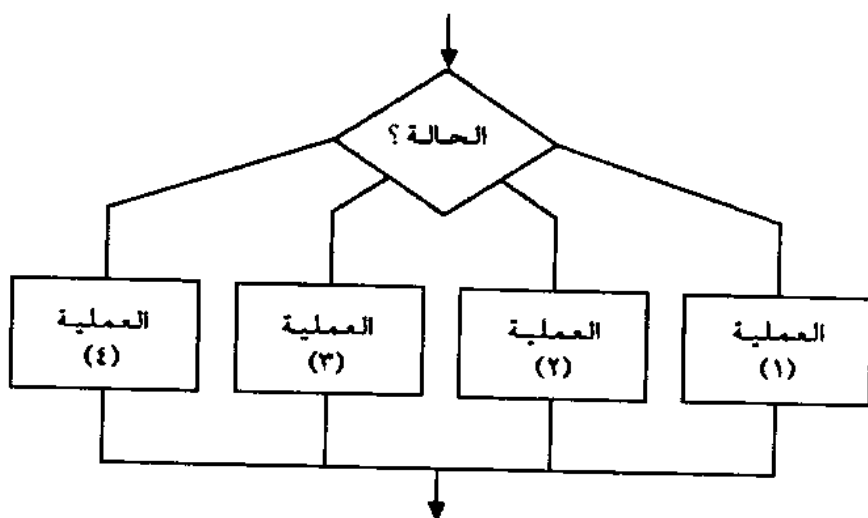 الحالة ؟
العملية
(١)
العملية
(٢)
العملية
(٣)
العملية
(٤)